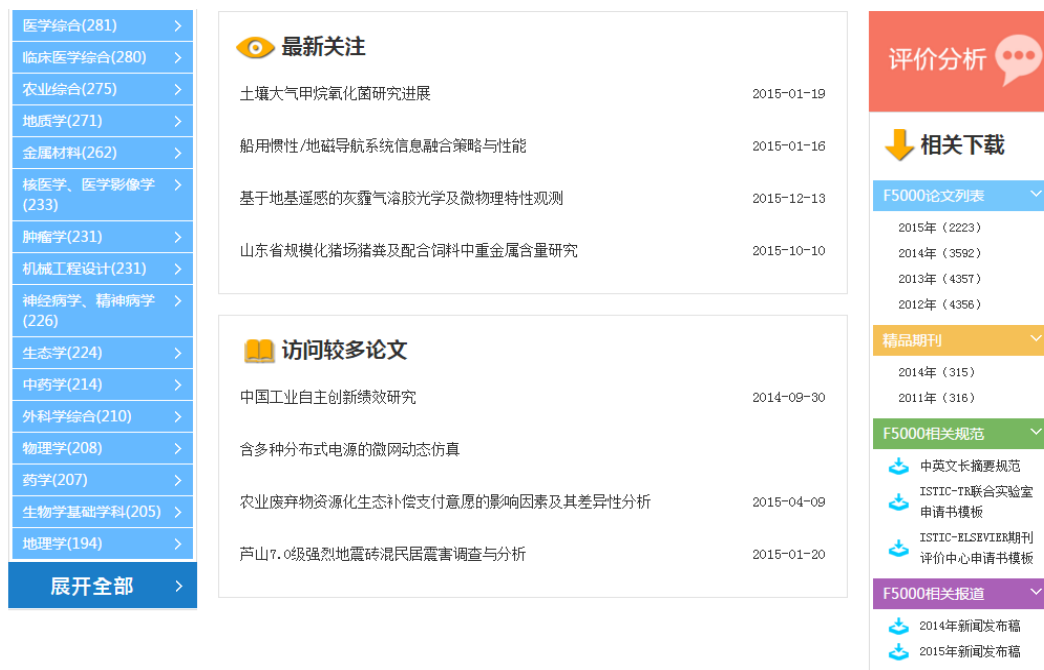 医学综合(281)
临床医学综合(280)
农业综合(275)
地质学(271)
金属材料(262)
核医学、医学影像学
(233)
肿瘤学(231)
机械工程设计(231)
神经病学、精神病学
(226)
生态学(224)
中药学(214)
外科学综合(210)
物理学(208)
药学(207)
生物学基础学科(205)
地理学(194)
展开全部
最新关注
土壤大气甲烷氧化菌研究进展 2015-01-19
船用惯性/地磁导航系统信息融合策略与性能 2015-01-16
基于地基遥感的灰霾气溶胶光学及微物理特性观测 2015-12-13
山东省规模化猪场猪粪及配合饲料中重金属含量研究 2015-10-10
访问较多论文
中国工业自主创新绩效研究 2014-09-30
含多种分布式电源的微网动态仿真
农业废弃物资源化生态补偿支付意愿的影响因素及其差异性分析 2015-04-09
芦山7.0级强烈地震砖混民居震害调查与分析 2015-01-20
评价分析
相关下载
F5000论文列表
2015年（2223）
2014年（3592）
2013年（4357）
2012年（4356）
精品期刊
2014年（315）
2011年（316）
F5000相关规范
中英文长摘要规范
ISTIC-TR联合实验室
申请书模板
ISTIC-ELSEVIER期刊
评价中心申请书模板
F5000相关报道
2014年新闻发布稿
2015年新闻发布稿